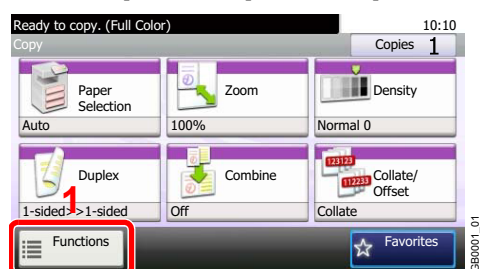 Ready to copy. (Full Color) 10:10
Copy Copies 1
Paper Selection
Zoom
Density
Auto 100% Normal 0
Duplex
Combine
123123
112233
Collate/
Offset
1
1-sided>>1-sided Off Collate
Functions Favorites
GB0001_01